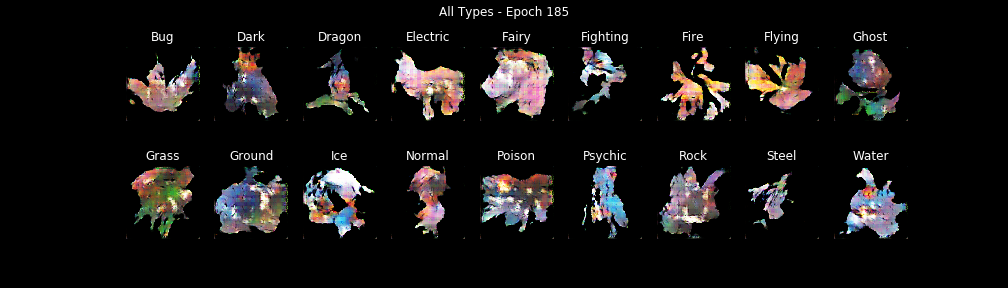 All Types - Epoch 185
Bug Dark Dragon Electric Fairy Fighting Fire Flying Ghost
Grass Ground Ice Normal Poison Psychic Rock Steel Water